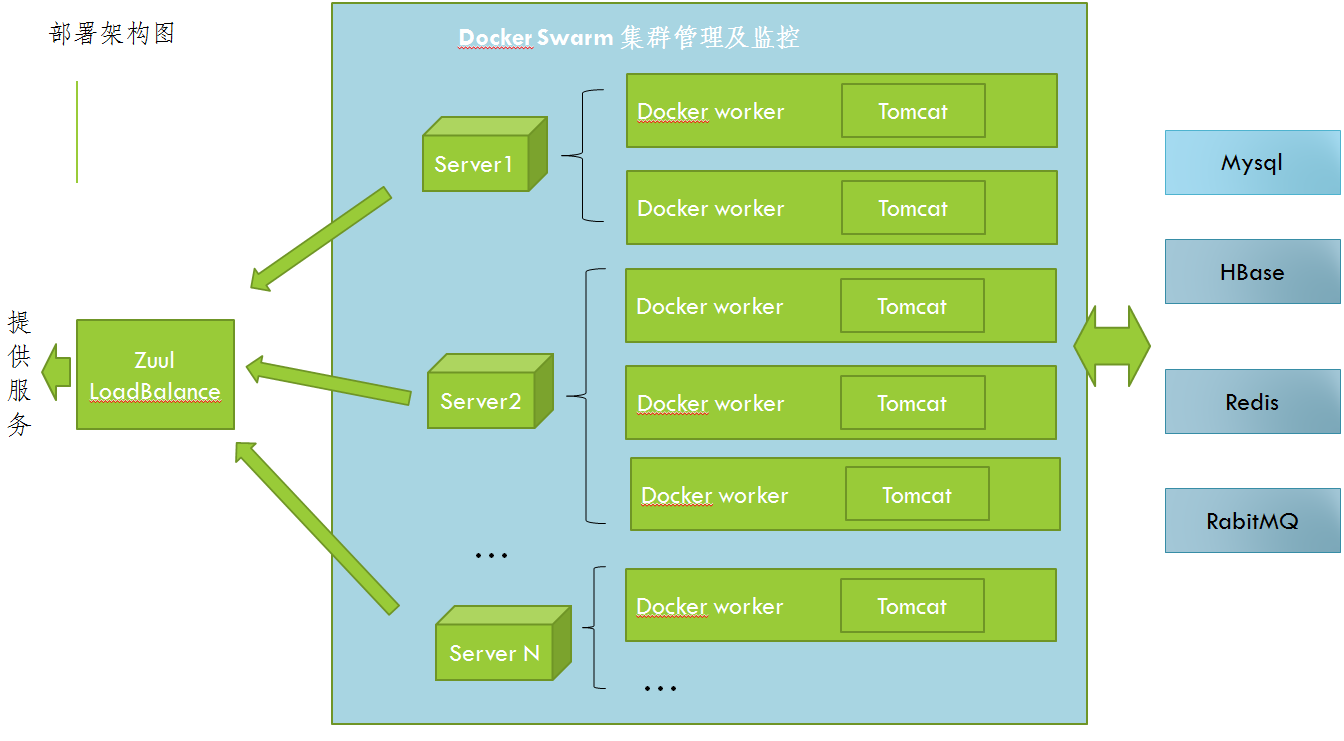 部署架构图
Docker Swarm 集群管理及监控
Server1
Docker worker
Tomcat
Docker worker
Tomcat
Server2
Docker worker
Tomcat
Docker worker
Tomcat
Docker worker
Tomcat
...
Server N
Docker worker
Tomcat
...
提供服务
Zuul
LoadBalance
Mysql
HBase
Redis
RabitMQ